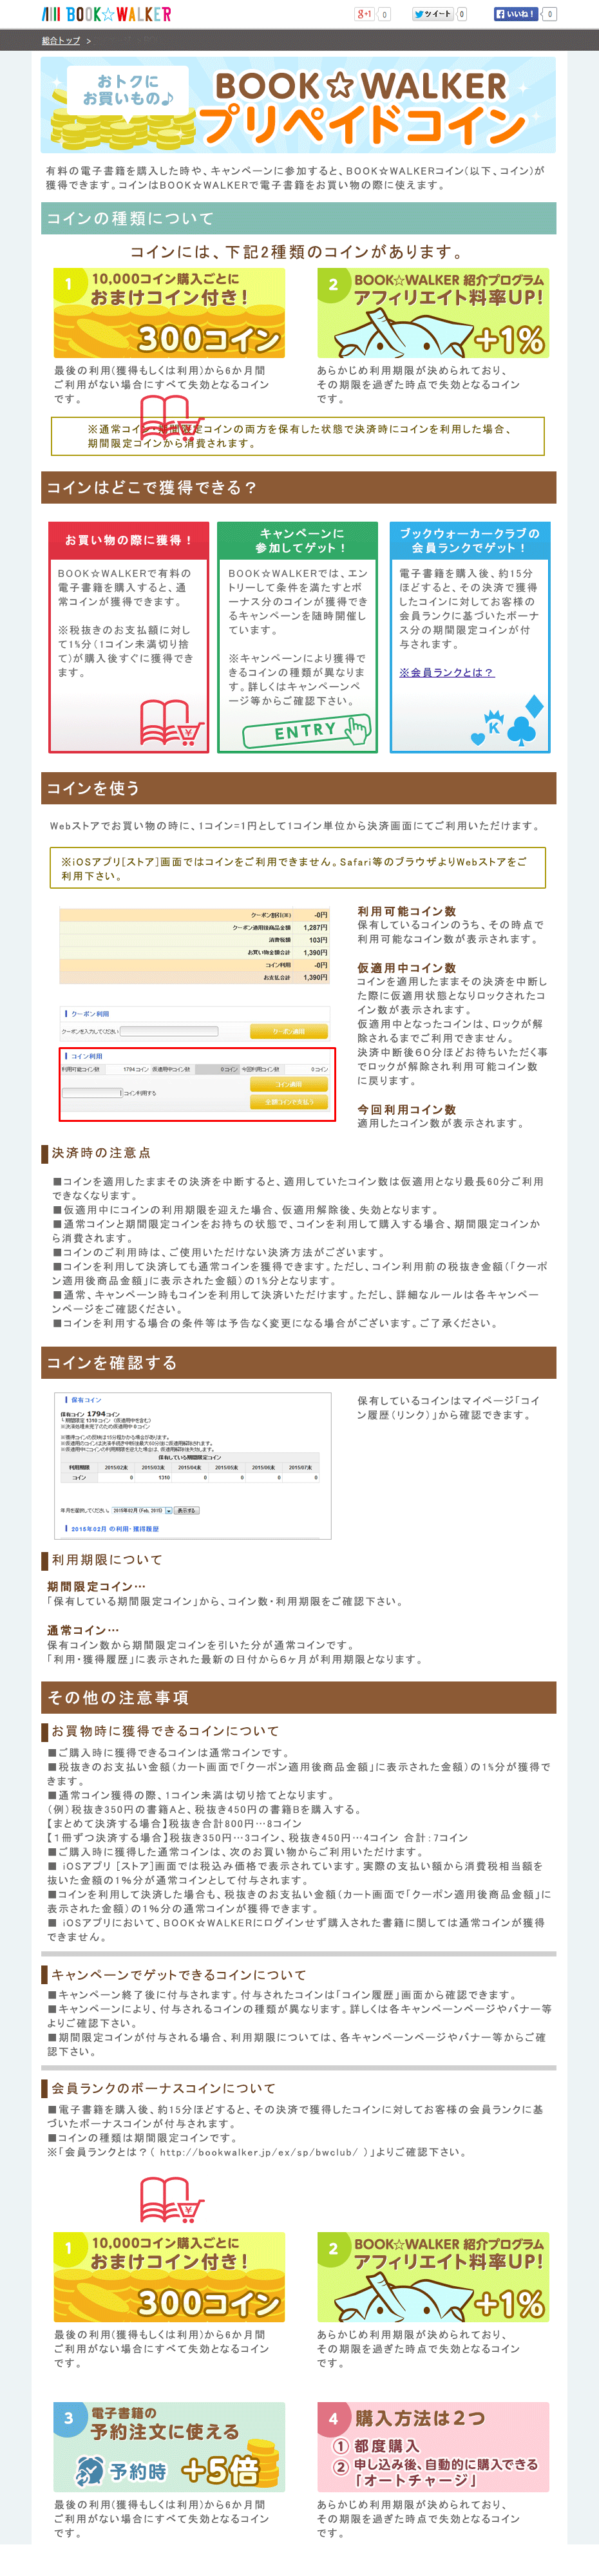 BOOK☆WALKER
g+1 0 ツイート 0 いいね！ 0
総合トップ ＞
おトクに
お買いもの♪
BOOK☆WALKER
プリペイドコイン
有料の電子書籍を購入した時や、キャンペーンに参加すると、BOOK☆WALKERコイン(以下、コイン)が
獲得できます。コインはBOOK☆WALKERで電子書籍をお買い物の際に使えます。
コインの種類について
コインには、下記2種類のコインがあります。
1 10,000コイン購入ごとに
おまけコイン付き！
300コイン
最後の利用(獲得もしくは利用)から6か月間
ご利用がない場合にすべて失効となるコイン
です。
2 BOOK☆WALKER 紹介プログラム
アフィリエイト料率UP！
+1%
あらかじめ利用期限が決められており、
その期限を過ぎた時点で失効となるコイン
です。
※通常コイン・期間限定コインの両方を保有した状態で決済時にコインを利用した場合、
期間限定コインから消費されます。
コインはどこで獲得できる？
お買い物の際に獲得！
BOOK☆WALKERで有料の
電子書籍を購入すると、通
常コインが獲得できます。
※税抜きのお支払額に対し
て1%分(1コイン未満切り捨
て)が購入後すぐに獲得でき
ます。
¥
キャンペーンに
参加してゲット！
BOOK☆WALKERでは、エン
トリーして条件を満たすとボ
ーナス分のコインが獲得でき
るキャンペーンを随時開催し
ています。
※キャンペーンにより獲得で
きるコインの種類が異なりま
す。詳しくはキャンペーンペ
ージ等からご確認下さい。
ENTRY
ブックウォーカークラブの
会員ランクでゲット！
電子書籍を購入後、約15分
ほどすると、その決済で獲得
したコインに対してお客様の
会員ランクに基づいたボーナ
ス分の期間限定コインが付
与されます。
※会員ランクとは？
K
コインを使う
Webストアでお買い物の時に、1コイン=1円として1コイン単位から決済画面にてご利用いただけます。
※iOSアプリ[ストア]画面ではコインをご利用できません。Safari等のブラウザよりWebストアをご
利用下さい。
クーポン割引(※) -0円
クーポン適用後商品金額 1,287円
消費税額 103円
お買い物金額合計 1,390円
コイン利用 -0円
お支払合計 1,390円
クーポン利用
クーポンを入力してください クーポン適用
コイン利用
利用可能コイン数 1794コイン 仮適用中コイン数 0コイン 今回利用コイン数 0コイン
コイン利用する コイン適用
全額コインで支払う
利用可能コイン数
保有しているコインのうち、その時点で
利用可能なコイン数が表示されます。
仮適用中コイン数
コインを適用したままその決済を中断し
た際に仮適用状態となりロックされたコ
イン数が表示されます。
仮適用中となったコインは、ロックが解
除されるまでご利用できません。
決済中断後６０分ほどお待ちいただく事
でロックが解除され利用可能コイン数
に戻ります。
今回利用コイン数
適用したコイン数が表示されます。
決済時の注意点
■コインを適用したままその決済を中断すると、適用していたコイン数は仮適用となり最長60分ご利用
できなくなります。
■仮適用中にコインの利用期限を迎えた場合、仮適用解除後、失効となります。
■通常コインと期間限定コインをお持ちの状態で、コインを利用して購入する場合、期間限定コインか
ら消費されます。
■コインのご利用時は、ご使用いただけない決済方法がございます。
■コインを利用して決済しても通常コインを獲得できます。ただし、コイン利用前の税抜き金額(「クーポ
ン適用後商品金額」に表示された金額)の1%分となります。
■通常、キャンペーン時もコインを利用して決済いただけます。ただし、詳細なルールは各キャンペー
ンページをご確認ください。
■コインを利用する場合の条件等は予告なく変更になる場合がございます。ご了承ください。
コインを確認する
保有コイン
保有コイン 1794コイン
└期間限定 1310コイン (仮適用中を含む)
※決済処理未完了のため仮適用中 0コイン
※獲得コインの反映は15分程かかる場合があります。
利用期限 2015/02末 2015/03末 2015/04末 2015/05末 2015/06末 2015/07末
保有している期間限定コイン
コイン 0 1310 0 0 0 0
年月を選択してください。 2015年02月 (Feb, 2015) 表示する
2015年02月 の利用・獲得履歴
保有しているコインはマイページ「コイ
ン履歴（リンク）」から確認できます。
利用期限について
期間限定コイン…
「保有している期間限定コイン」から、コイン数・利用期限をご確認下さい。
通常コイン…
保有コイン数から期間限定コインを引いた分が通常コインです。
「利用・獲得履歴」に表示された最新の日付から６ヶ月が利用期限となります。
その他の注意事項
お買物時に獲得できるコインについて
■ご購入時に獲得できるコインは通常コインです。
■税抜きのお支払い金額(カート画面で「クーポン適用後商品金額」に表示された金額)の1%分が獲得で
きます。
■通常コイン獲得の際、1コイン未満は切り捨てとなります。
(例)税抜き350円の書籍Aと、税抜き450円の書籍Bを購入する。
【まとめて決済する場合】税抜き合計800円…8コイン
【１冊ずつ決済する場合】税抜き350円…3コイン、税抜き450円…4コイン 合計：7コイン
■ご購入時に獲得した通常コインは、次のお買い物からご利用いただけます。
■ iOSアプリ [ストア]画面では税込み価格で表示されています。実際の支払い額から消費税相当額を
抜いた金額の1%分が通常コインとして付与されます。
■コインを利用して決済した場合も、税抜きのお支払い金額(カート画面で「クーポン適用後商品金額」に
表示された金額)の1%分の通常コインが獲得できます。
■ iOSアプリにおいて、BOOK☆WALKERにログインせず購入された書籍に関しては通常コインが獲得
できません。
キャンペーンでゲットできるコインについて
■キャンペーン終了後に付与されます。付与されたコインは「コイン履歴」画面から確認できます。
■キャンペーンにより、付与されるコインの種類が異なります。詳しくは各キャンペーンページやバナー等
よりご確認下さい。
■期間限定コインが付与される場合、利用期限については、各キャンペーンページやバナー等からご確
認下さい。
会員ランクのボーナスコインについて
■電子書籍を購入後、約15分ほどすると、その決済で獲得したコインに対してお客様の会員ランクに基
づいたボーナスコインが付与されます。
■コインの種類は期間限定コインです。
※「会員ランクとは？（ http://bookwalker.jp/ex/sp/bwclub/ ）」よりご確認下さい。
¥
1 10,000コイン購入ごとに
おまけコイン付き！
300コイン
最後の利用(獲得もしくは利用)から6か月間
ご利用がない場合にすべて失効となるコイン
です。
2 BOOK☆WALKER 紹介プログラム
アフィリエイト料率UP！
+1%
あらかじめ利用期限が決められており、
その期限を過ぎた時点で失効となるコイン
です。
3 電子書籍の
予約注文に使える
予約時 +5倍
最後の利用(獲得もしくは利用)から6か月間
ご利用がない場合にすべて失効となるコイン
です。
4 購入方法は2つ
① 都度購入
② 申し込み後、自動的に購入できる
「オートチャージ」
あらかじめ利用期限が決められており、
その期限を過ぎた時点で失効となるコイン
です。